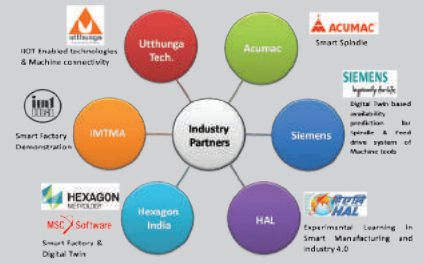 utthunga
IIOT Enabled technologies
& Machine connectivity
Utthunga
Tech.
Acumac
ACUMAC
Smart Spindle
SIEMENS
Ingenuity for life
Digital Twin based
availability
prediction for
Spindle & Feed
drive system of
Machine tools
Siemens
Industry
Partners
IMTMA
Smart Factory
Demonstration
HEXAGON
METROLOGY
MSC Software
Smart Factory &
Digital Twin
Hexagon
India
HAL
HAL
Experimental Learning in
Smart Manufacturing and
Industry 4.0